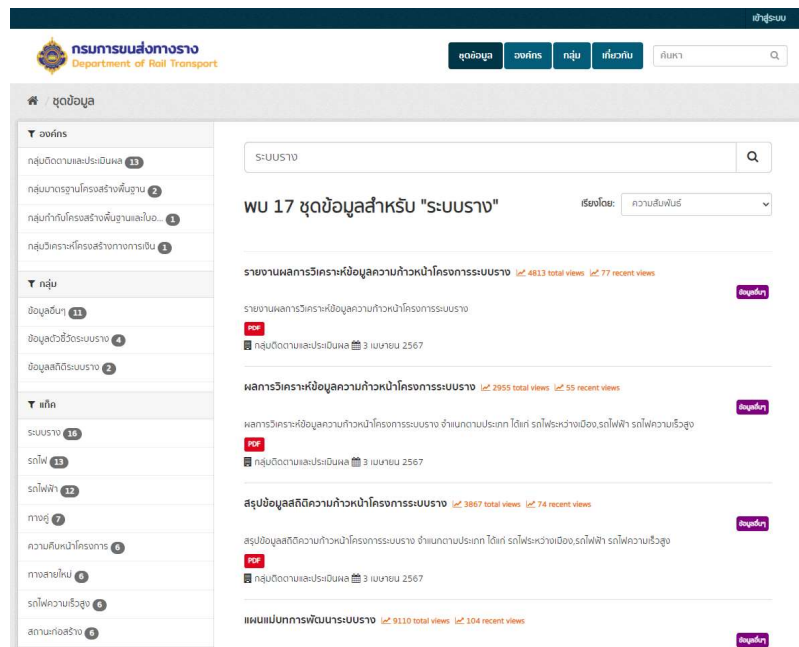 เข้าสู่ระบบ
กรมการขนส่งทางราง
Department of Rail Transport
ชุดข้อมูล องค์กร กลุ่ม เกี่ยวกับ ค้นหา
/ ชุดข้อมูล
องค์กร
กลุ่มติดตามและประเมินผล 13
กลุ่มมาตรฐานโครงสร้างพื้นฐาน 2
กลุ่มกำกับโครงสร้างพื้นฐานและใบอ... 1
กลุ่มวิเคราะห์โครงสร้างทางการเงิน 1
กลุ่ม
ข้อมูลอื่นๆ 11
ข้อมูลตัวชี้วัดระบบราง 4
ข้อมูลสถิติระบบราง 2
แท็ค
ระบบราง 16
รถไฟ 13
รถไฟฟ้า 12
ทางคู่ 7
ความคืบหน้าโครงการ 6
ทางสายใหม่ 6
รถไฟความเร็วสูง 6
สถานะก่อสร้าง 6
ระบบราง
พบ 17 ชุดข้อมูลสำหรับ "ระบบราง"
เรียงโดย: ความสัมพันธ์
รายงานผลการวิเคราะห์ข้อมูลความก้าวหน้าโครงการระบบราง 4813 total views 77 recent views
ข้อมูลอื่นๆ
รายงานผลการวิเคราะห์ข้อมูลความก้าวหน้าโครงการระบบราง
PDF
กลุ่มติดตามและประเมินผล 3 เมษายน 2567
ผลการวิเคราะห์ข้อมูลความก้าวหน้าโครงการระบบราง 2955 total views 55 recent views
ข้อมูลอื่นๆ
ผลการวิเคราะห์ข้อมูลความก้าวหน้าโครงการระบบราง จำแนกตามประเภท ได้แก่ รถไฟระหว่างเมือง,รถไฟฟ้า รถไฟความเร็วสูง
PDF
กลุ่มติดตามและประเมินผล 3 เมษายน 2567
สรุปข้อมูลสถิติความก้าวหน้าโครงการระบบราง 3867 total views 74 recent views
ข้อมูลอื่นๆ
สรุปข้อมูลสถิติความก้าวหน้าโครงการระบบราง จำแนกตามประเภท ได้แก่ รถไฟระหว่างเมือง,รถไฟฟ้า รถไฟความเร็วสูง
PDF
กลุ่มติดตามและประเมินผล 3 เมษายน 2567
แผนแม่บทการพัฒนาระบบราง 9110 total views 104 recent views
ข้อมูลอื่นๆ